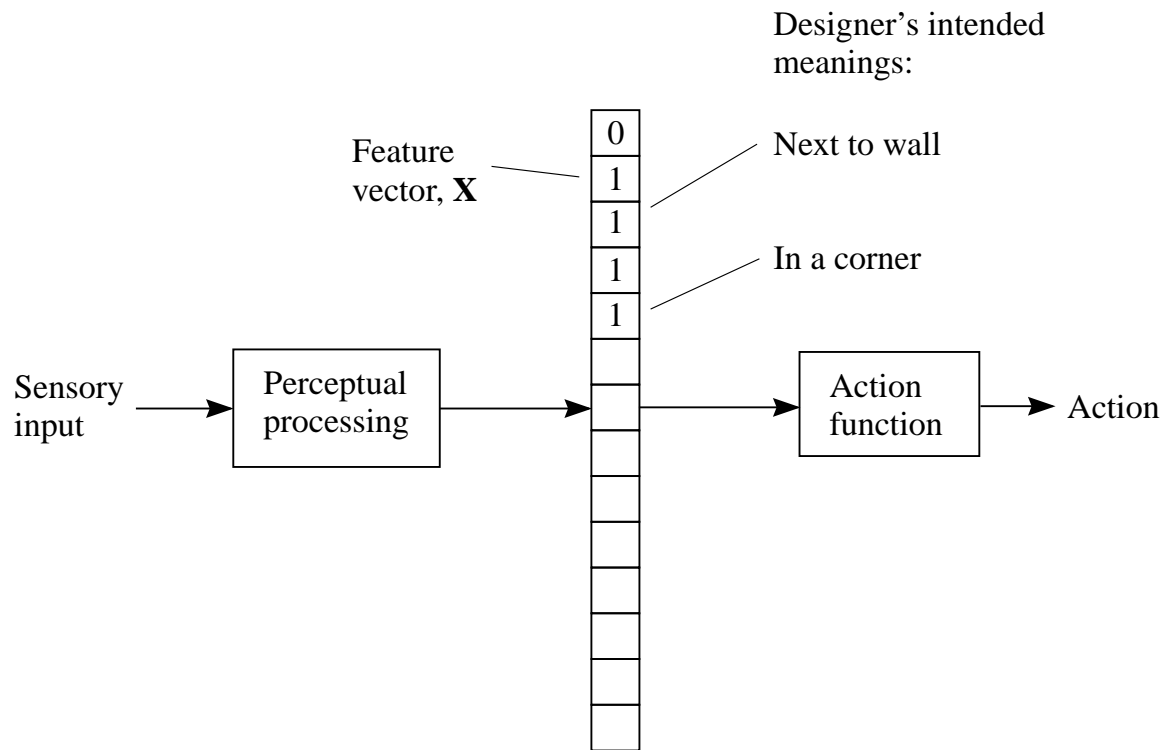 Designer’s intended
meanings:
0
Next to wall
Feature
vector, X
1
1
1
In a corner
1
Sensory
input
Perceptual
processing
Action
function
Action